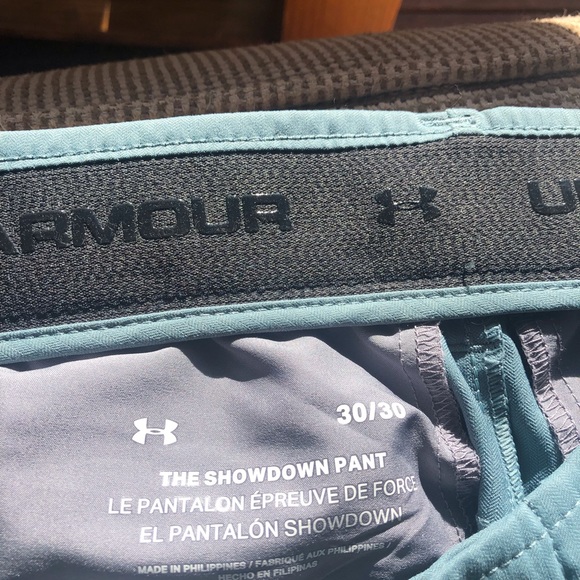 ARMOUR U
30/30
THE SHOWDOWN PANT
LE PANTALON ÉPREUVE DE FORCE
EL PANTALÓN SHOWDOWN
MADE IN PHILIPPINES / FABRIQUÉ AUX PHILIPPINES /
HECHO EN FILIPINAS